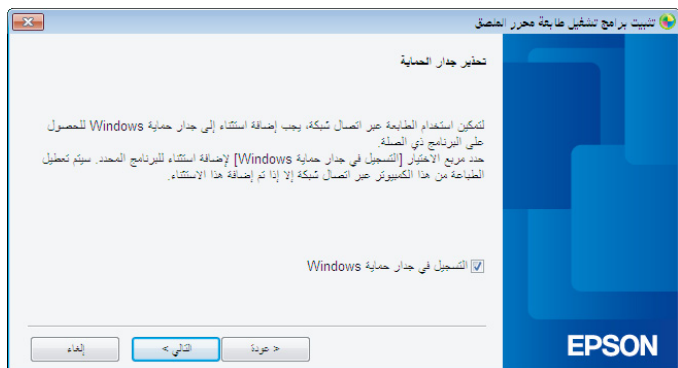 تثبيت برامج تشغيل طابعة محرر الملصق
تحذير جدار الحماية
لتمكين استخدام الطابعة عبر اتصال شبكة، يجب إضافة استثناء إلى جدار حماية Windows للحصول
على البرنامج ذي الصلة.
حدد مربع الاختيار [التسجيل في جدار حماية Windows] لإضافة استثناء للبرنامج المحدد. سيتم تعطيل
الطباعة من هذا الكمبيوتر عبر اتصال شبكة إلا إذا تم إضافة هذا الاستثناء.
التسجيل في جدار حماية Windows
EPSON
< عودة
التالي >
إلغاء